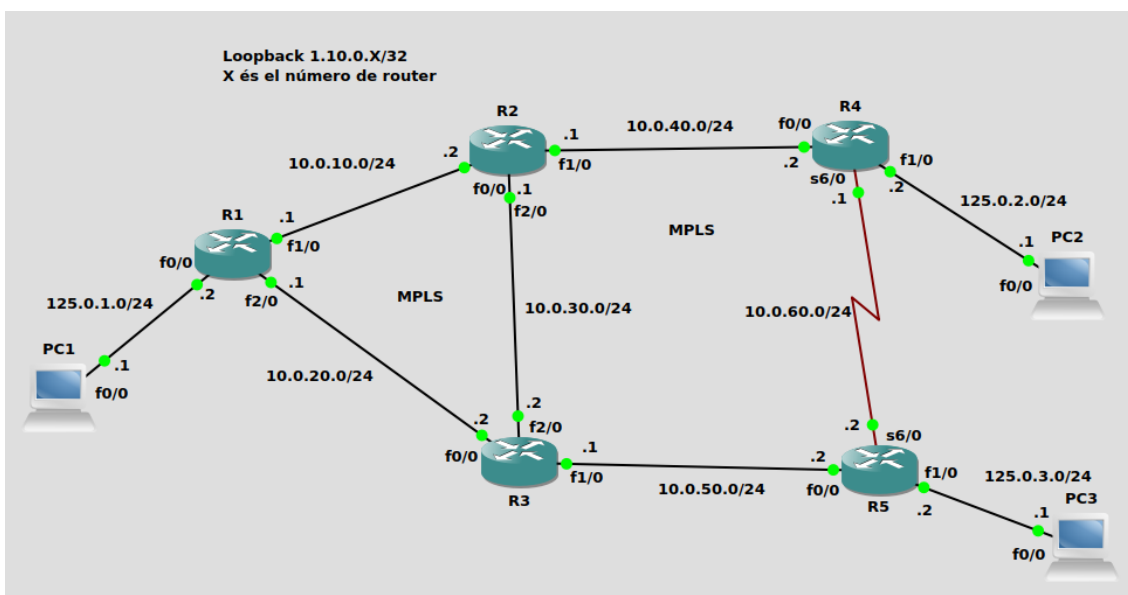 Loopback 1.10.0.X/32
X és el número de router
R2
.1
10.0.40.0/24
f0/0
R4
.2
10.0.10.0/24
.2
f1/0
f0/0
.1
f2/0
s6/0
.1
f1/0
.2
125.0.2.0/24
.1
PC2
f0/0
R1
.1
f1/0
f0/0
.2
f2/0
.1
125.0.1.0/24
MPLS
MPLS
10.0.30.0/24
10.0.60.0/24
PC1
.1
f0/0
10.0.20.0/24
.2
f0/0
.2
f2/0
.1
f1/0
R3
10.0.50.0/24
.2
s6/0
.2
f0/0
R5
f1/0
.2
125.0.3.0/24
.1
PC3
f0/0